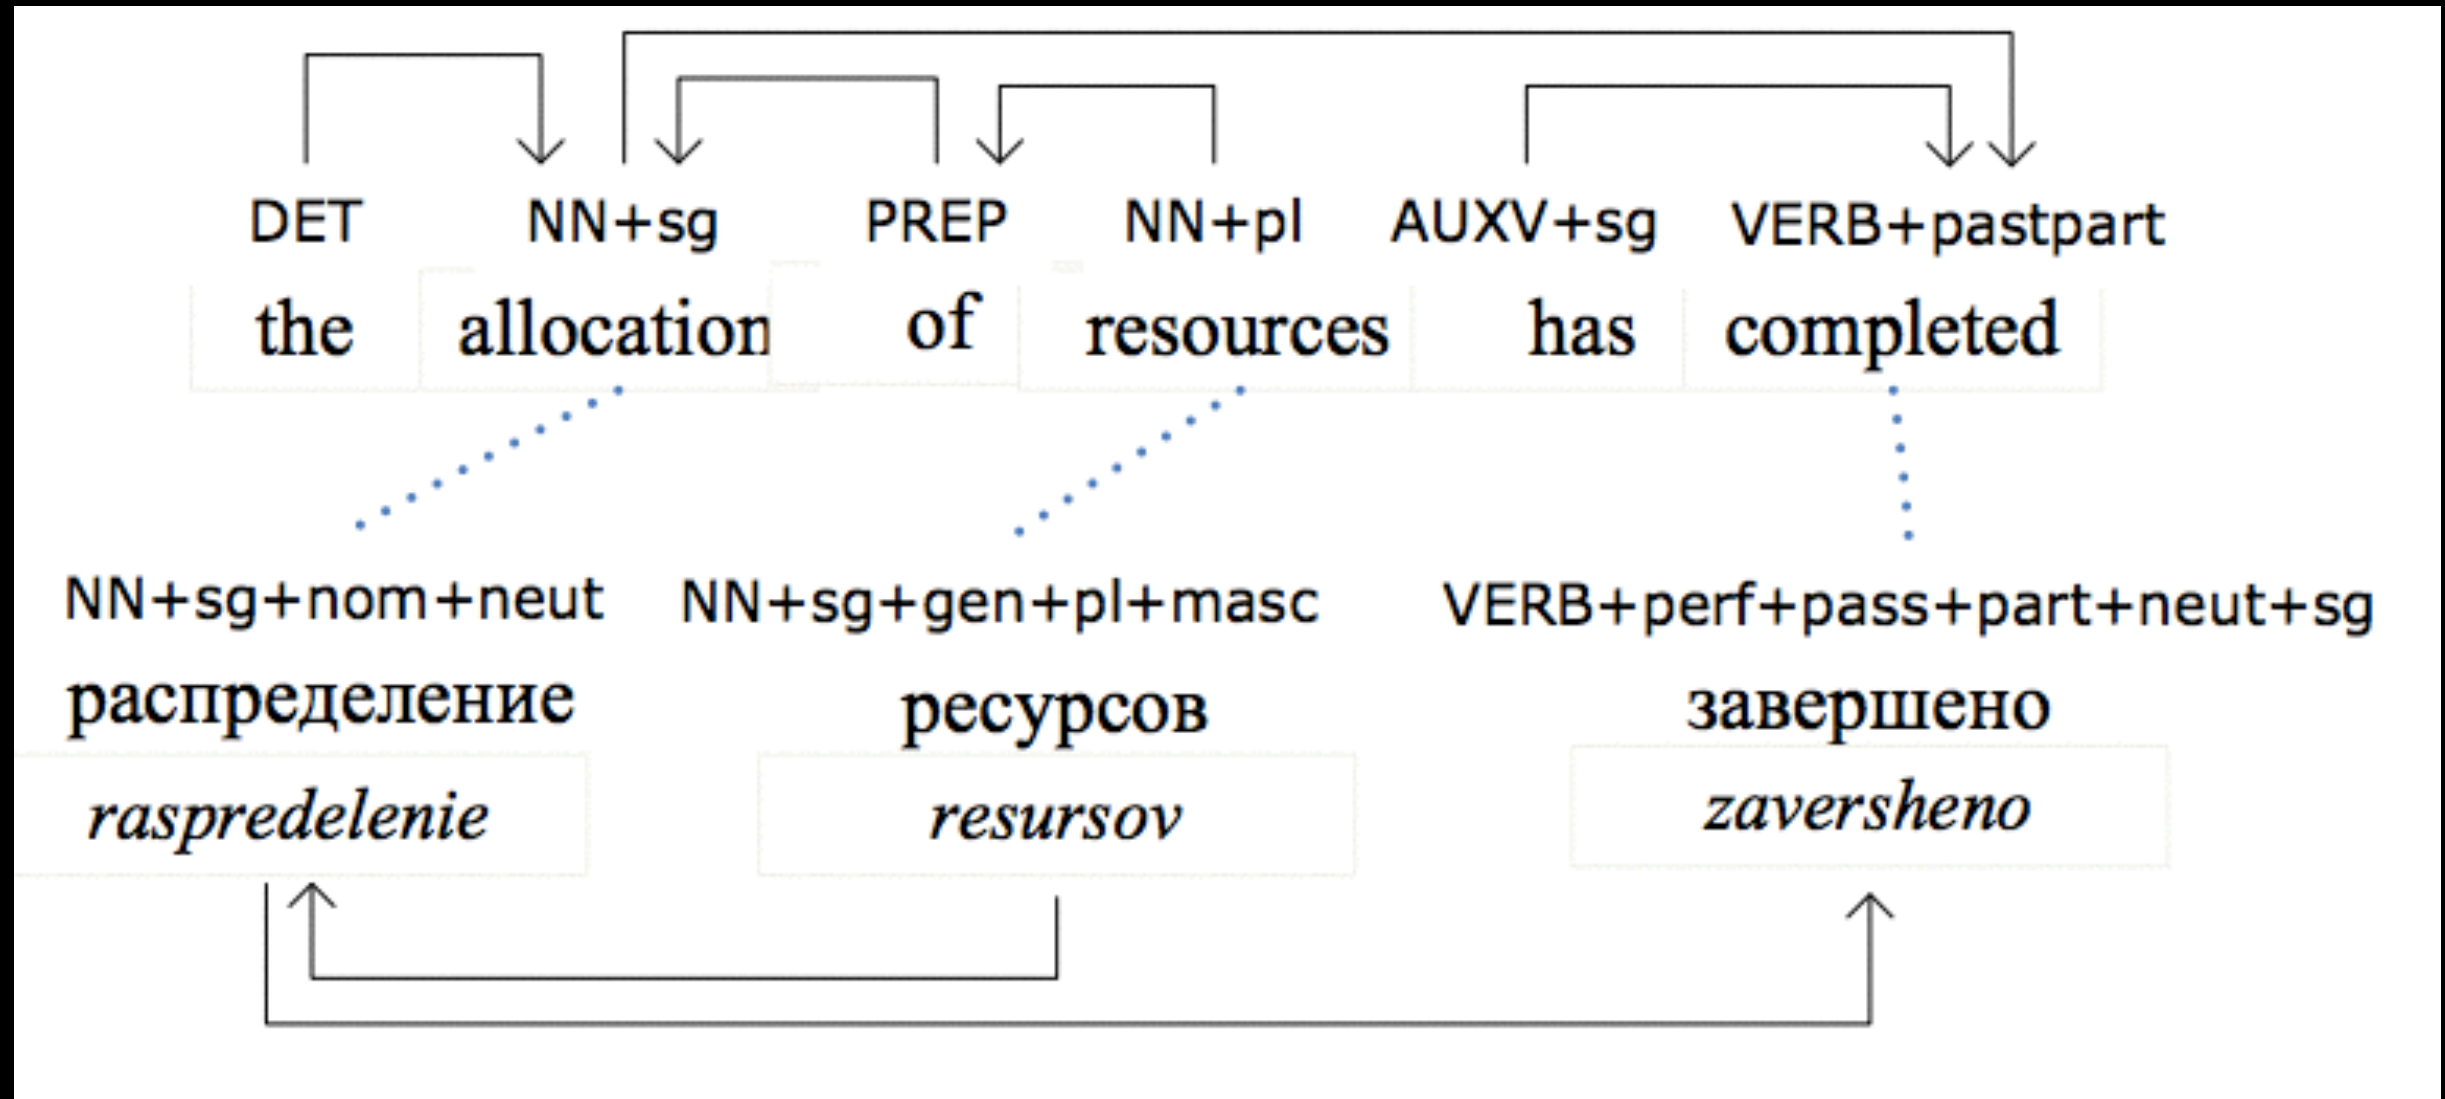 DET NN+sg PREP NN+pl AUXV+sg VERB+pastpart
the allocation of resources has completed
NN+sg+nom+neut NN+sg+gen+pl+masc VERB+perf+pass+part+neut+sg
распределение ресурсов завершено
raspredelenie resursov zaversheno